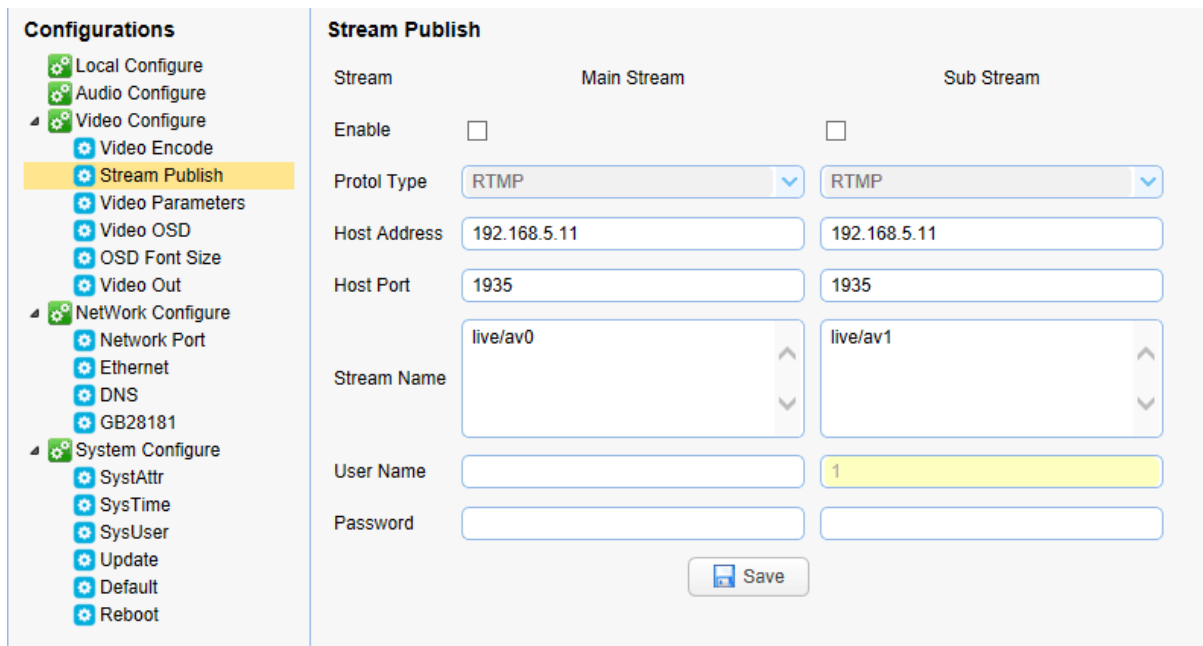 Configurations
Local Configure
Audio Configure
Video Configure
Video Encode
Stream Publish
Video Parameters
Video OSD
OSD Font Size
Video Out
NetWork Configure
Network Port
Ethernet
DNS
GB28181
System Configure
SystAttr
SysTime
SysUser
Update
Default
Reboot
Stream Publish
Stream Main Stream Sub Stream
Enable
Protol Type RTMP RTMP
Host Address 192.168.5.11 192.168.5.11
Host Port 1935 1935
Stream Name live/av0 live/av1
User Name 1
Password
Save